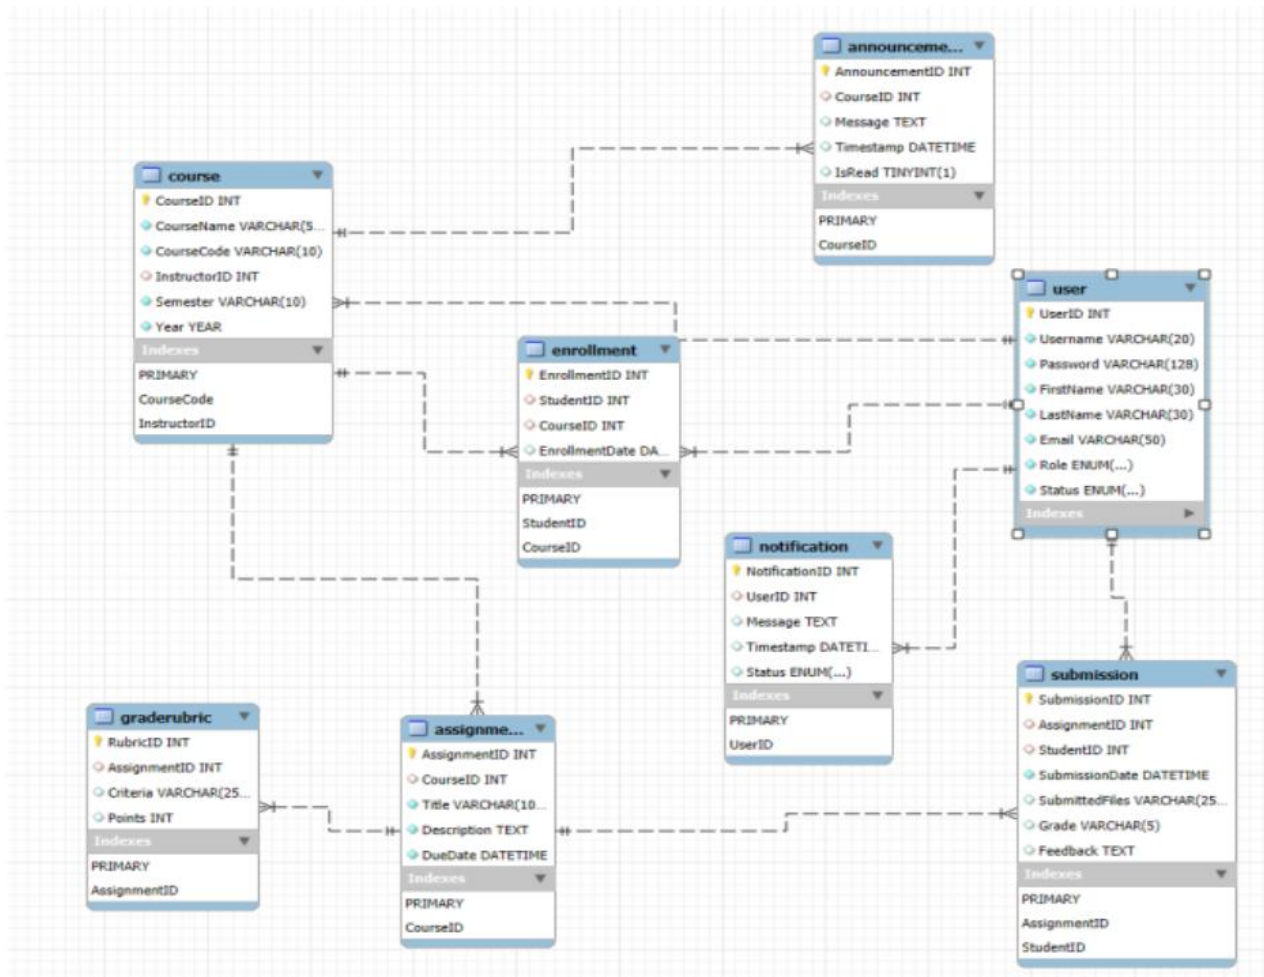 announceme...
AnnouncementID INT
CourseID INT
Message TEXT
Timestamp DATETIME
IsRead TINYINT(1)
Indexes
PRIMARY
CourseID
course
CourseID INT
CourseName VARCHAR(5...
CourseCode VARCHAR(10)
InstructorID INT
Semester VARCHAR(10)
Year YEAR
Indexes
PRIMARY
CourseCode
InstructorID
user
UserID INT
Username VARCHAR(20)
Password VARCHAR(128)
FirstName VARCHAR(30)
LastName VARCHAR(30)
Email VARCHAR(50)
Role ENUM(...)
Status ENUM(...)
Indexes
enrollment
EnrollmentID INT
StudentID INT
CourseID INT
EnrollmentDate DA...
Indexes
PRIMARY
StudentID
CourseID
notification
NotificationID INT
UserID INT
Message TEXT
Timestamp DATETI...
Status ENUM(...)
Indexes
PRIMARY
UserID
submission
SubmissionID INT
AssignmentID INT
StudentID INT
SubmissionDate DATETIME
SubmittedFiles VARCHAR(25...
Grade VARCHAR(5)
Feedback TEXT
Indexes
PRIMARY
AssignmentID
StudentID
graderubric
RubricID INT
AssignmentID INT
Criteria VARCHAR(25...
Points INT
Indexes
PRIMARY
AssignmentID
assignme...
AssignmentID INT
CourseID INT
Title VARCHAR(10...
Description TEXT
DueDate DATETIME
Indexes
PRIMARY
CourseID